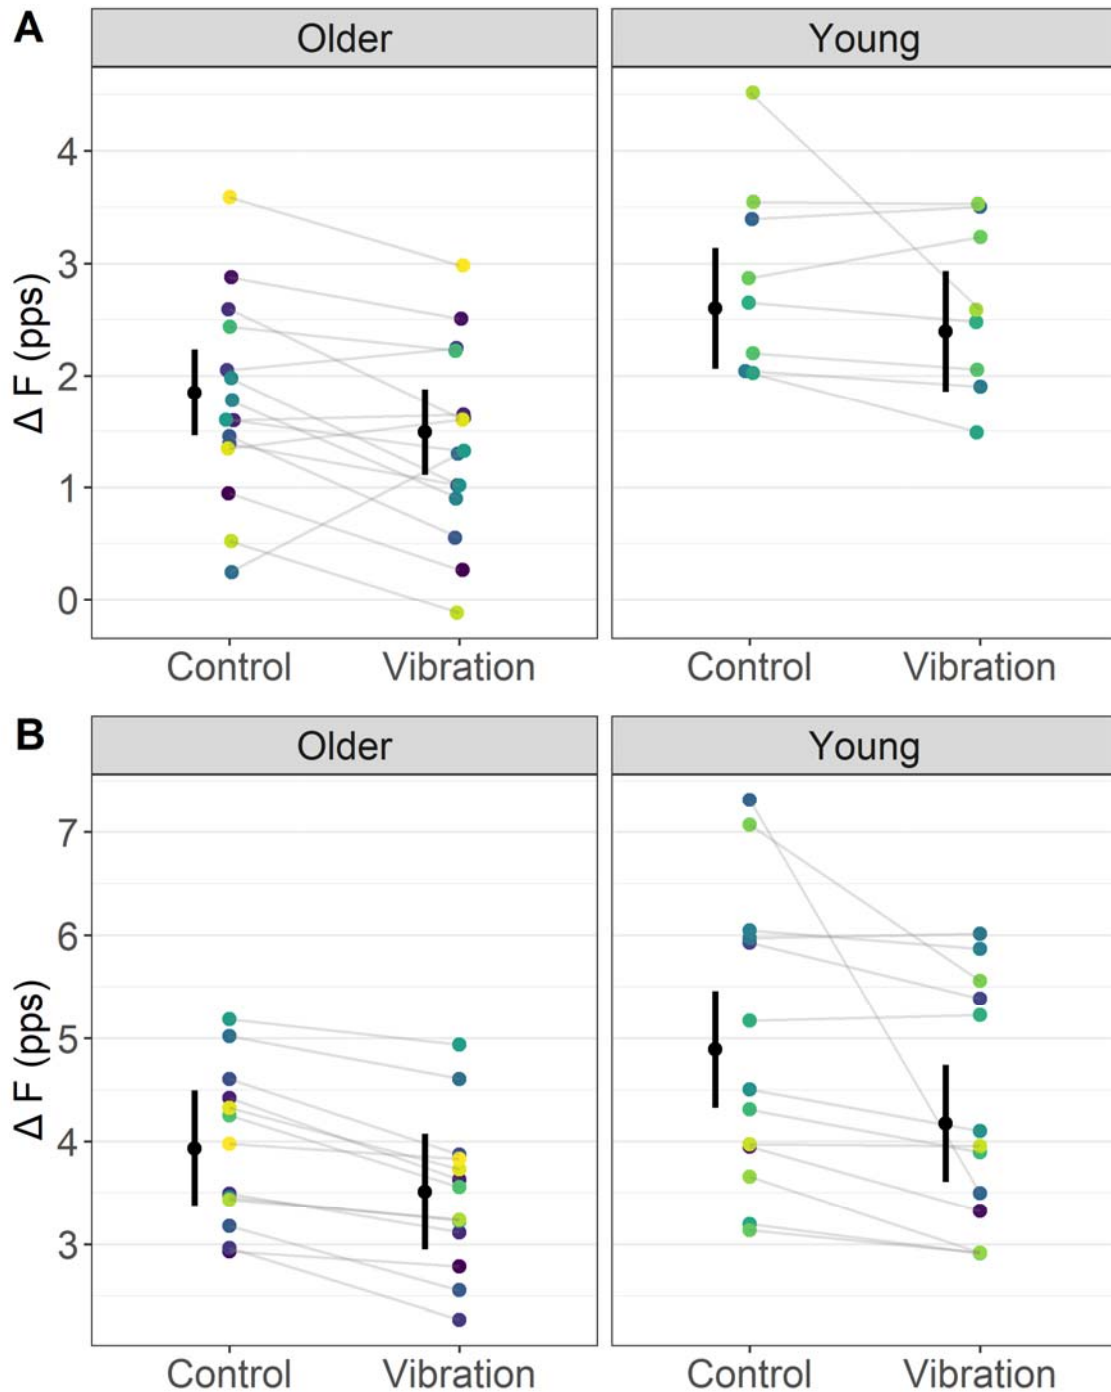 A
Older Young
4
3
2
1
0
Δ F (pps)
Control Vibration Control Vibration
B
Older Young
7
6
5
4
3
Δ F (pps)
Control Vibration Control Vibration